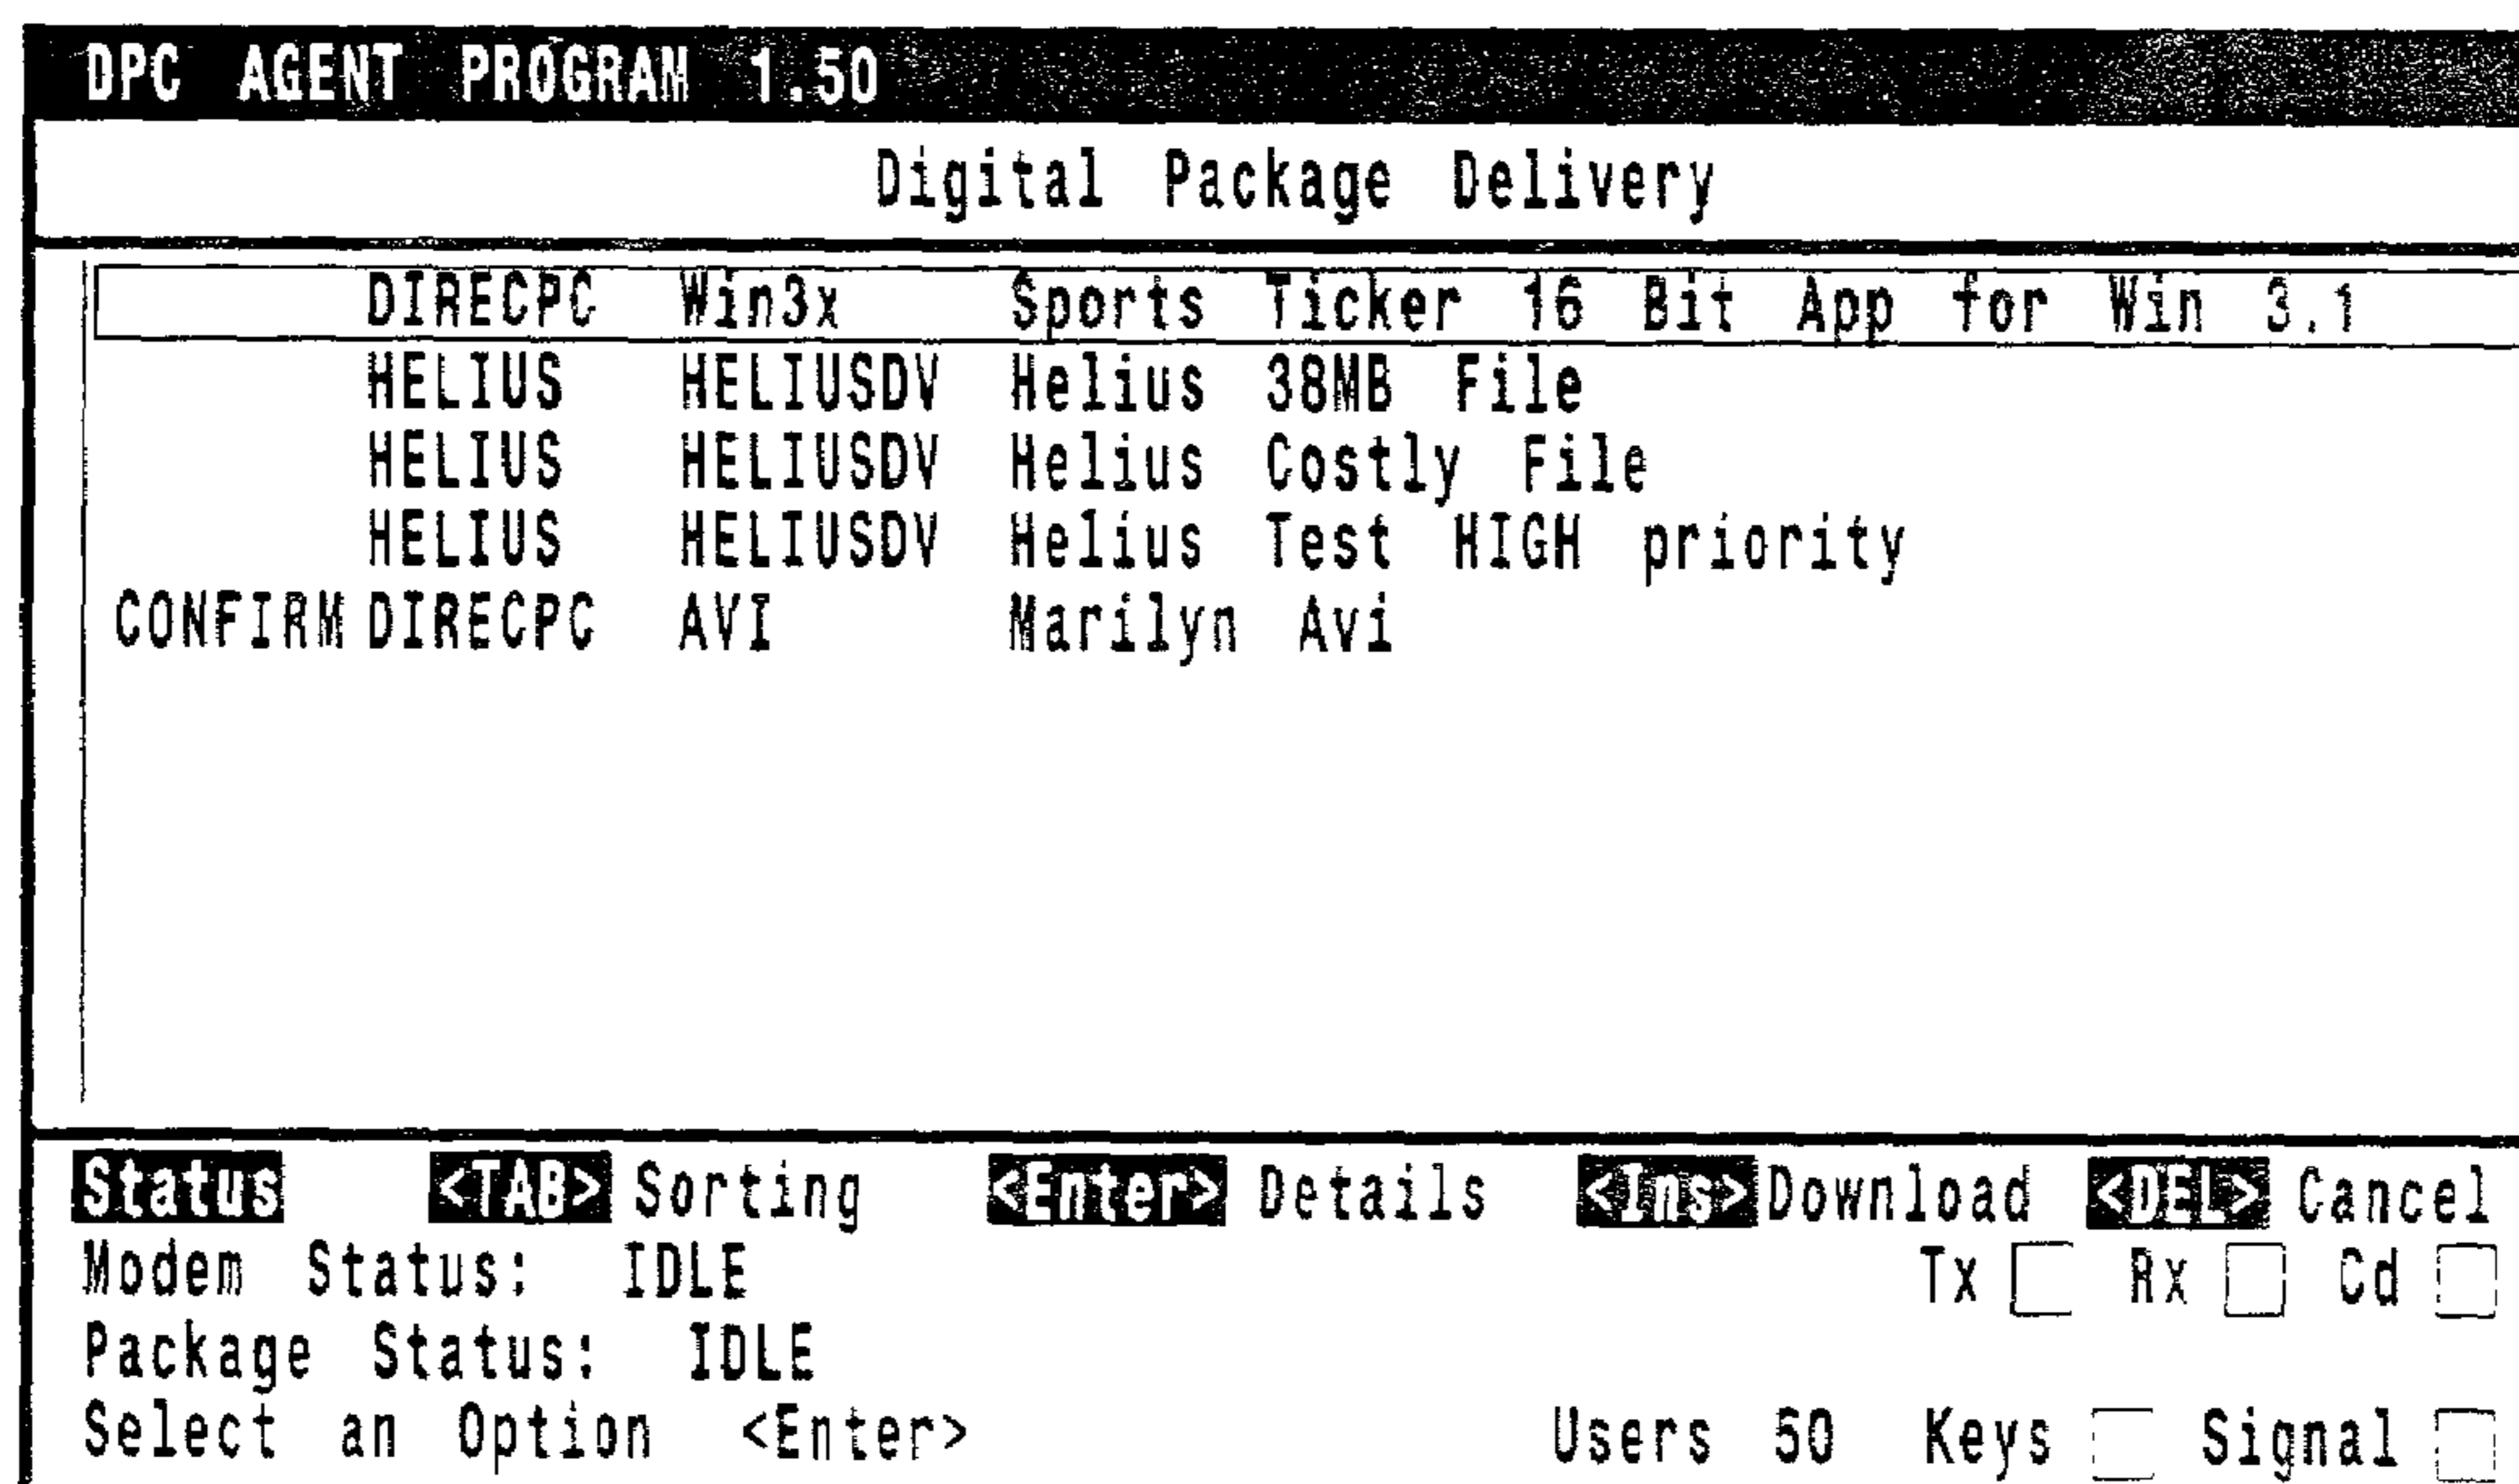 DPC AGENT PROGRAM 1.50
Digital Package Delivery
DIRECPC Win3x Sports Ticker 16 Bit App for Win 3.1
HELIUS HELIUSDV Helius 38MB File
HELIUS HELIUSDV Helius Costly File
HELIUS HELIUSDV Helius Test HIGH priority
CONFIRM DIRECPC AVI Marilyn Avi
Status <TAB> Sorting <Enter> Details <Ins> Download <DEL> Cancel
Modem Status: IDLE Tx Rx Cd
Package Status: IDLE
Select an Option <Enter> Users 50 Keys Signal